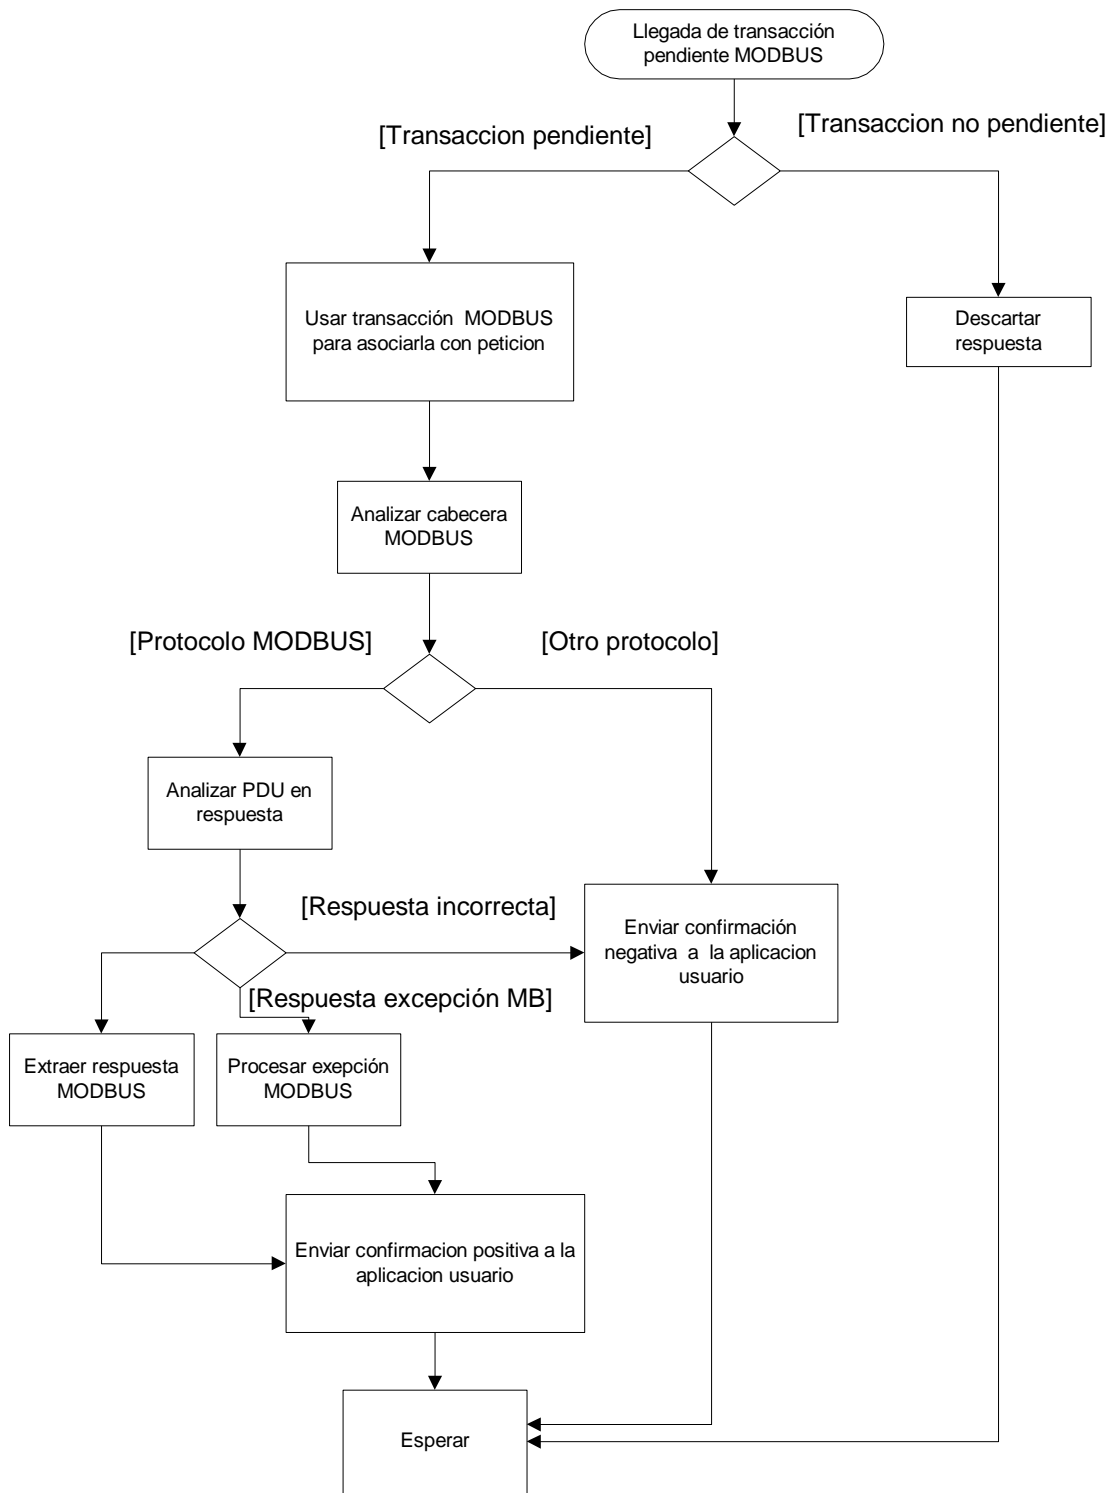 Llegada de transacción
pendiente MODBUS
[Transaccion pendiente]
[Transaccion no pendiente]
Usar transacción MODBUS
para asociarla con peticion
Descartar
respuesta
Analizar cabecera
MODBUS
[Protocolo MODBUS]
[Otro protocolo]
Analizar PDU en
respuesta
[Respuesta incorrecta]
Enviar confirmación
negativa a la aplicacion
usuario
[Respuesta excepción MB]
Extraer respuesta
MODBUS
Procesar exepción
MODBUS
Enviar confirmacion positiva a la
aplicacion usuario
Esperar